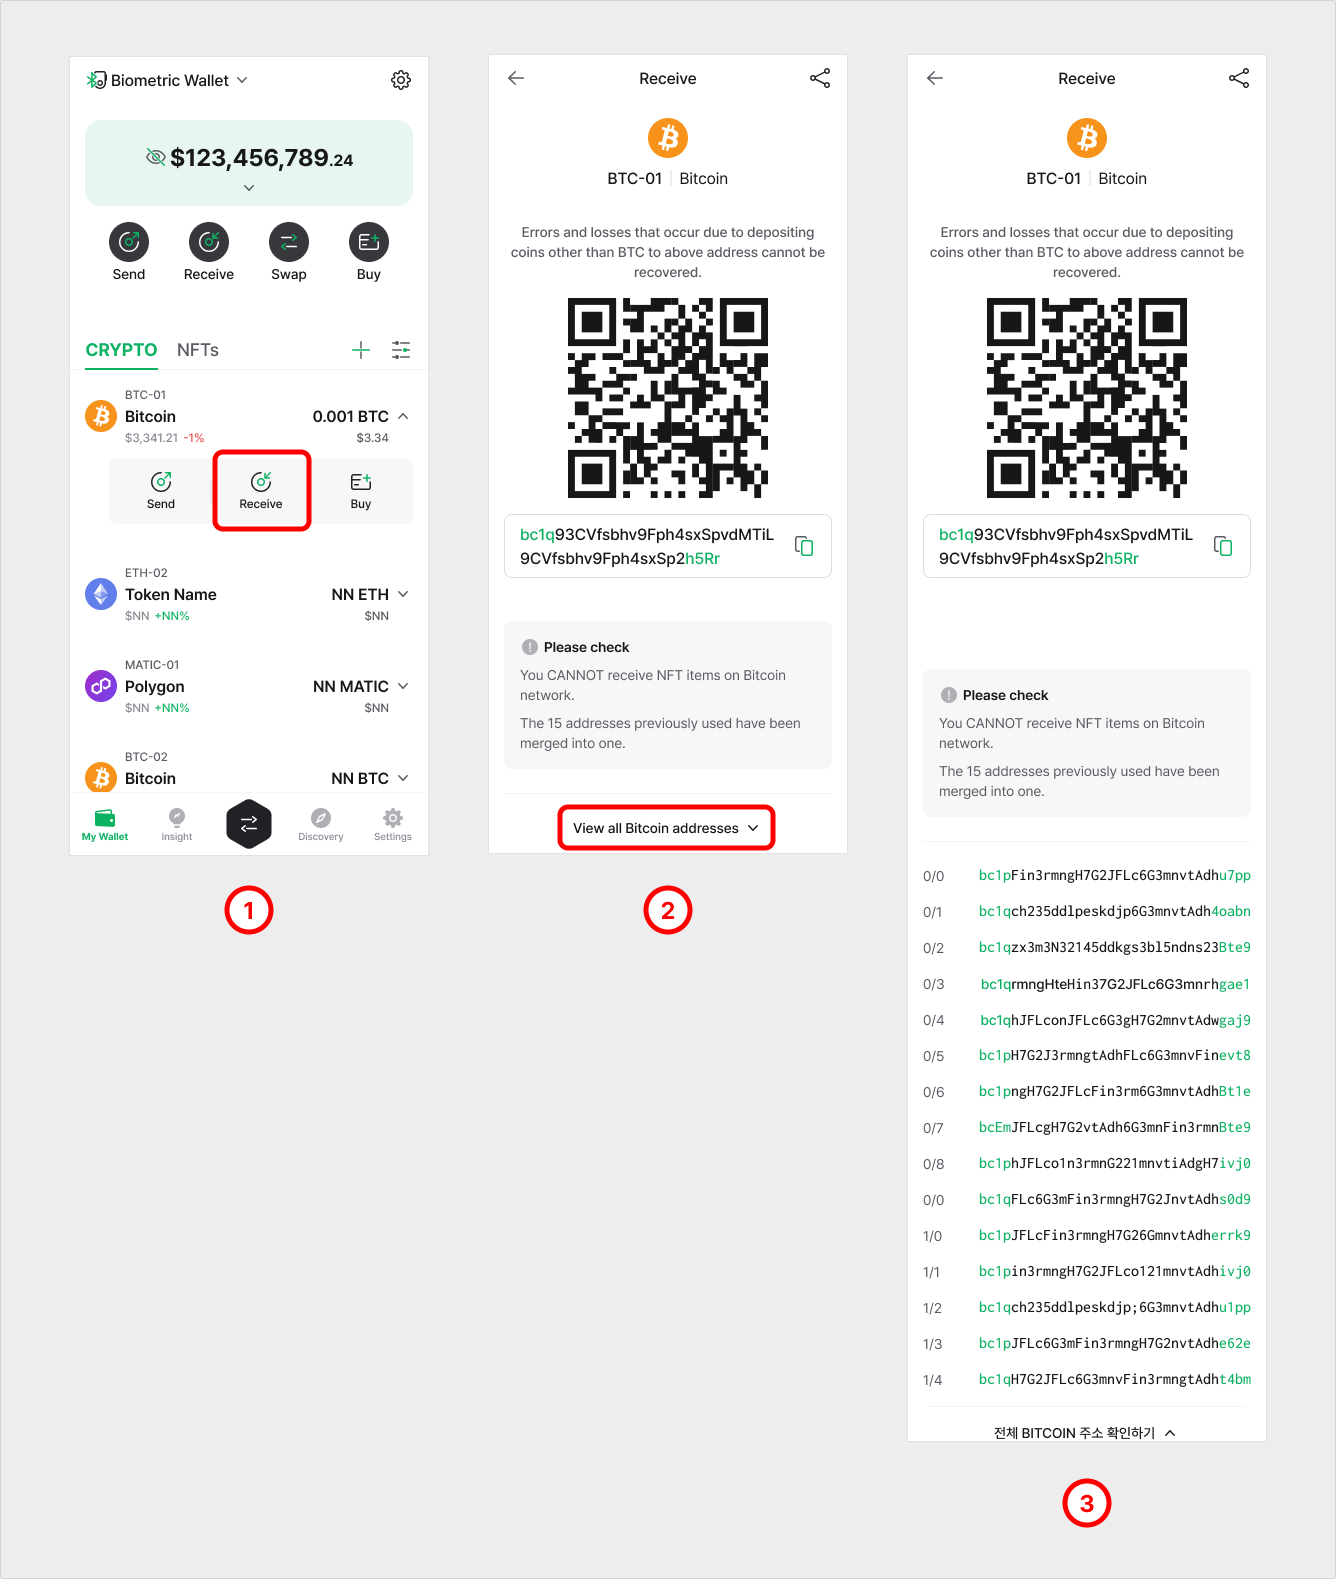 Biometric Wallet
$123,456,789.24
Send
Receive
Swap
Buy
CRYPTO
NFTs
BTC-01
Bitcoin
0.001 BTC
$3,341.21 -1%
$3.34
Send
Receive
Buy
ETH-02
Token Name
NN ETH
$NN +NN%
$NN
MATIC-01
Polygon
NN MATIC
$NN +NN%
$NN
BTC-02
Bitcoin
NN BTC
My Wallet
Insight
Discovery
Settings
1
Receive
BTC-01 Bitcoin
Errors and losses that occur due to depositing
coins other than BTC to above address cannot be
recovered.
bc1q93CVfsbhv9Fph4sxSpvdMTiL
9CVfsbhv9Fph4sxSp2h5Rr
Please check
You CANNOT receive NFT items on Bitcoin
network.
The 15 addresses previously used have been
merged into one.
View all Bitcoin addresses
2
Receive
BTC-01 Bitcoin
Errors and losses that occur due to depositing
coins other than BTC to above address cannot be
recovered.
bc1q93CVfsbhv9Fph4sxSpvdMTiL
9CVfsbhv9Fph4sxSp2h5Rr
Please check
You CANNOT receive NFT items on Bitcoin
network.
The 15 addresses previously used have been
merged into one.
0/0 bc1pFin3rmngH7G2JFLc6G3mnvtAdhu7pp
0/1 bc1qch235ddlpeskdjp6G3mnvtAdh4oabn
0/2 bc1qzx3m3N32145ddkgs3bl5ndns23Bte9
0/3 bc1qrmngHteHin37G2JFLc6G3mnrhgae1
0/4 bc1qhJFLconJFLc6G3gH7G2mnvtAdwgaj9
0/5 bc1pH7G2J3rmngtAdhFLc6G3mnvFinevt8
0/6 bc1pngH7G2JFLcFin3rm6G3mnvtAdhBt1e
0/7 bcEmJFLcgH7G2vtAdh6G3mnFin3rmnBte9
0/8 bc1phJFLco1n3rmnG221mnvtiAdgH7ivj0
0/0 bc1qFLc6G3mFin3rmngH7G2JnvtAdhs0d9
1/0 bc1pJFLcFin3rmngH7G26GmnvtAdherrk9
1/1 bc1pin3rmngH7G2JFLco121mnvtAdhivj0
1/2 bc1qch235ddlpeskdjp;6G3mnvtAdhu1pp
1/3 bc1pJFLc6G3mFin3rmngH7G2nvtAdhe62e
1/4 bc1qH7G2JFLc6G3mnvFin3rmngtAdht4bm
전체 BITCOIN 주소 확인하기
3